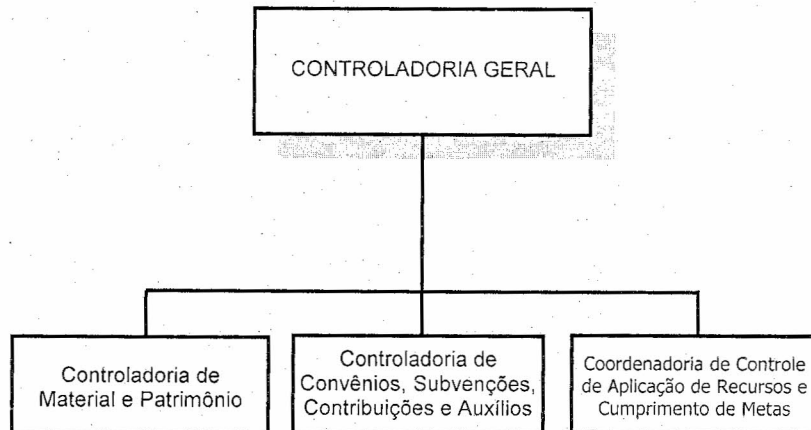 CONTROLADORIA GERAL
Controladoria de
Material e Patrimônio
Controladoria de
Convênios, Subvenções,
Contribuições e Auxílios
Coordenadoria de Controle
de Aplicação de Recursos e
Cumprimento de Metas